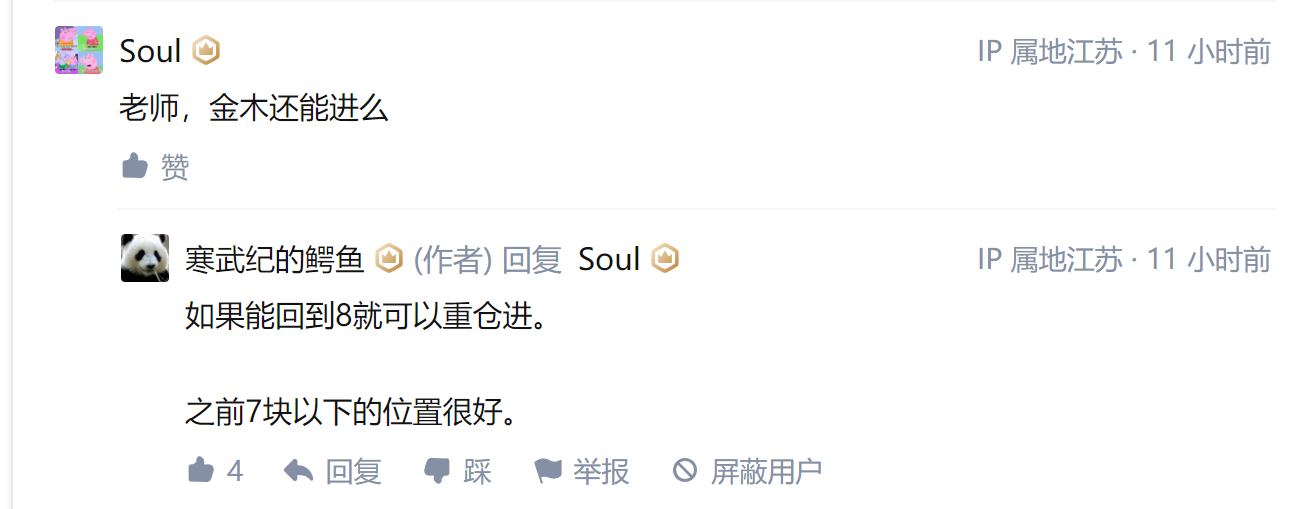 Soul
IP 属地江苏 · 11 小时前
老师，金木还能进么
赞
寒武纪的鳄鱼 (作者) 回复 Soul
IP 属地江苏 · 11 小时前
如果能回到8就可以重仓进。
之前7块以下的位置很好。
4 回复 踩 举报 屏蔽用户